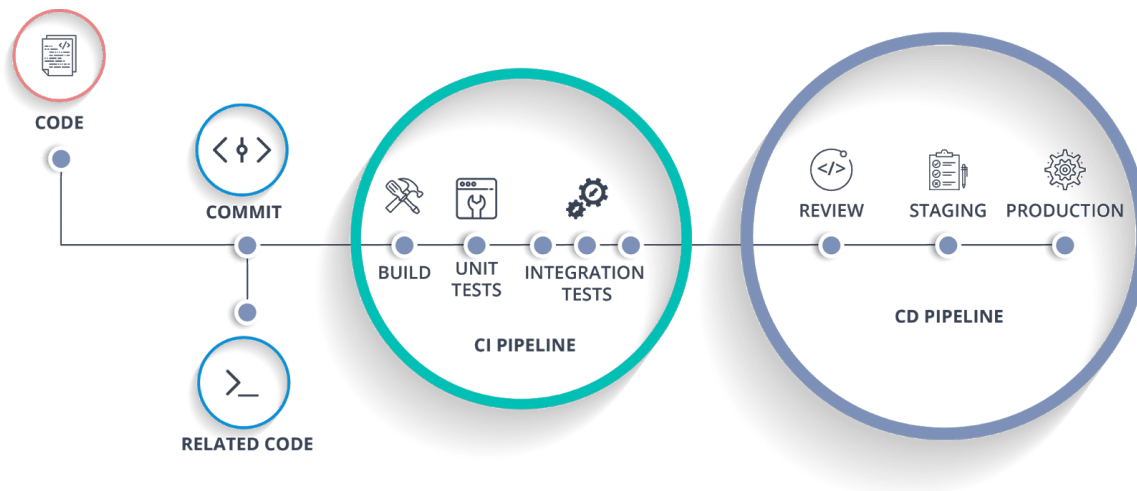 CODE
COMMIT
RELATED CODE
BUILD
UNIT
TESTS
INTEGRATION
TESTS
CI PIPELINE
REVIEW
STAGING
PRODUCTION
CD PIPELINE